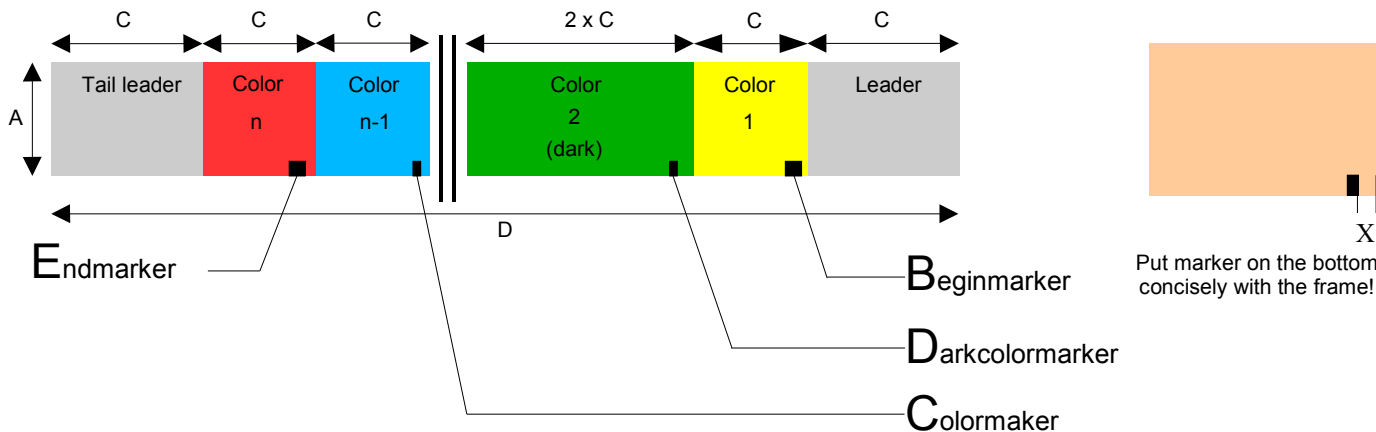 C C C 2 x C C C
Tail leader Color Color Color Color Leader
n n-1 2 1
(dark)
A
D
X
Endmarker
Beginmarker
Put marker on the bottom
concisely with the frame!
Darkcolormarker
Colormaker